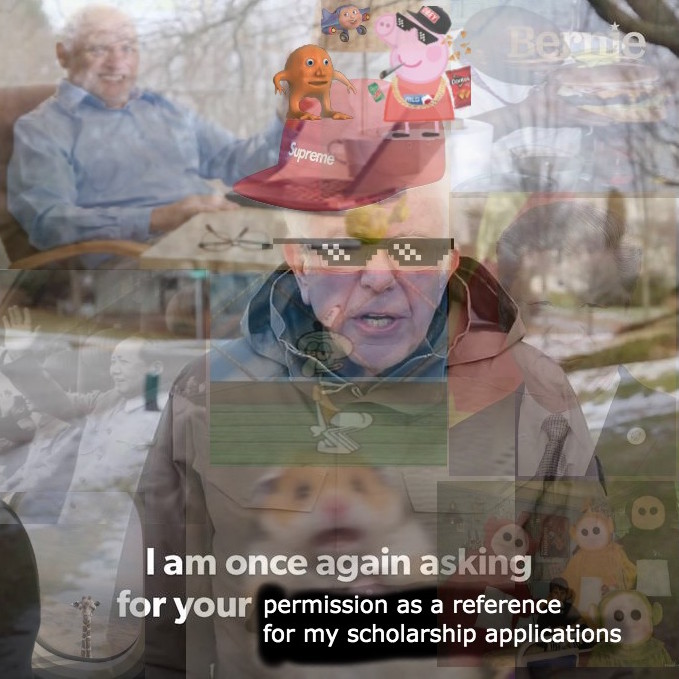 Bernie
Supreme
I am once again asking
for your permission as a reference
for my scholarship applications